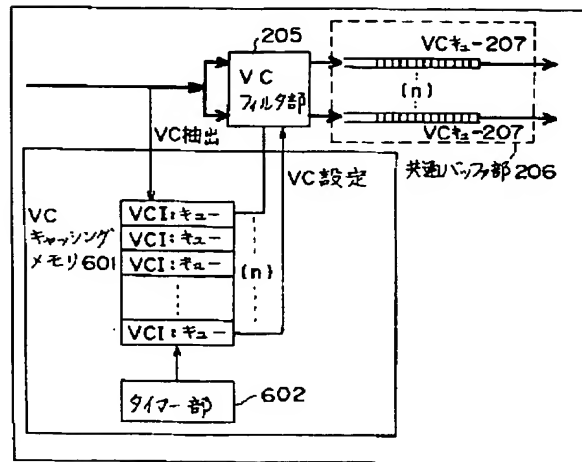 205
VC
フィルタ部
VCキュー207
(n)
VCキュー207
共通バッファ部206
VC抽出
VC設定
VC
キャッシング
メモリ601
VCI:キュー
VCI:キュー
VCI:キュー
VCI:キュー
(n)
タイマー部
602